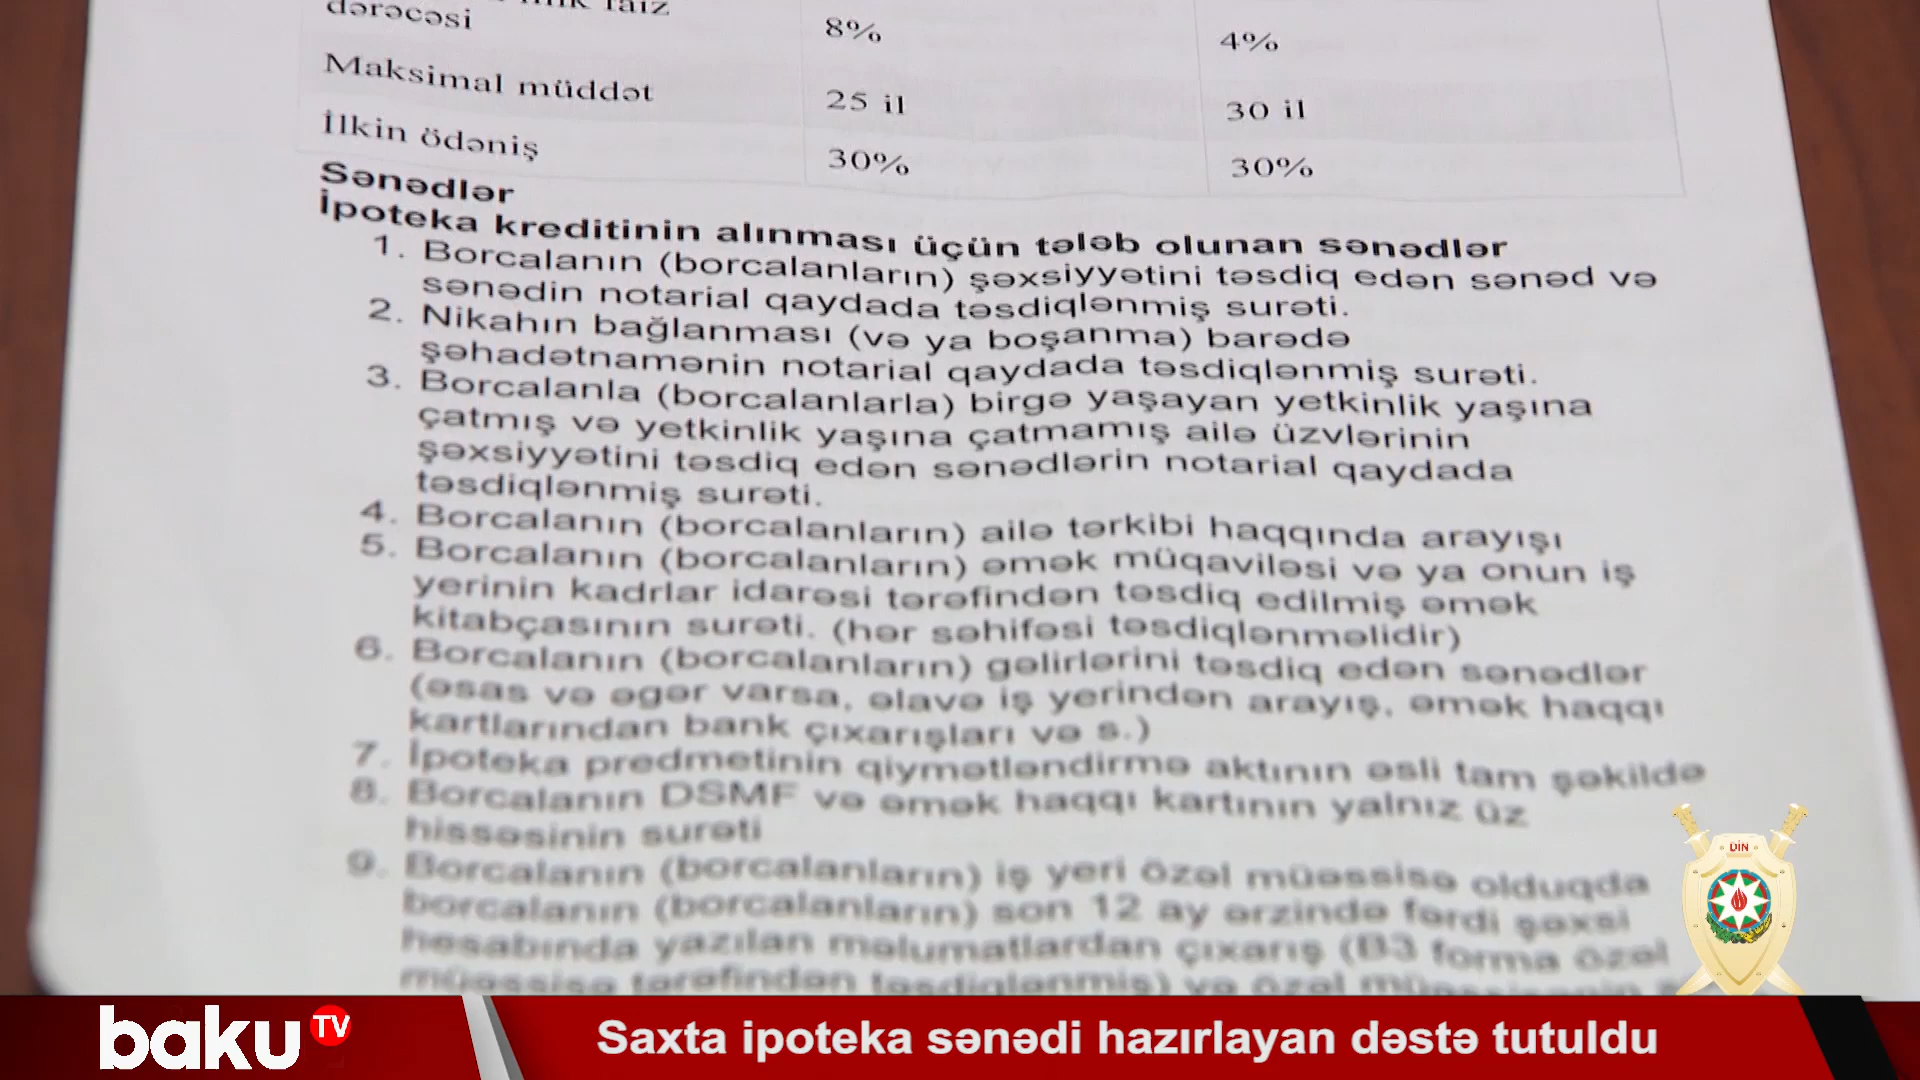 faiz
dərəcəsi 8% 4%
Maksimal müddət 25 il 30 il
İlkin ödəniş 30% 30%
Sənədlər
İpoteka kreditinin alınması üçün tələb olunan sənədlər
1. Borcalanın (borcalanların) şəxsiyyətini təsdiq edən sənəd və
sənədin notarial qaydada təsdiqlənmiş surəti.
2. Nikahın bağlanması (və ya boşanma) barədə
şəhadətnamənin notarial qaydada təsdiqlənmiş surəti.
3. Borcalanla (borcalanlarla) birgə yaşayan yetkinlik yaşına
çatmış və yetkinlik yaşına çatmamış ailə üzvlərinin
şəxsiyyətini təsdiq edən sənədlərin notarial qaydada
təsdiqlənmiş surəti.
4. Borcalanın (borcalanların) ailə tərkibi haqqında arayışı
5. Borcalanın (borcalanların) əmək müqaviləsi və ya onun iş
yerinin kadrlar idarəsi tərəfindən təsdiq edilmiş əmək
kitabçasının surəti. (hər səhifəsi təsdiqlənməlidir)
6. Borcalanın (borcalanların) gəlirlərini təsdiq edən sənədlər
(əsas və əgər varsa, əlavə iş yerindən arayış, əmək haqqı
kartlarından bank çıxarışları və s.)
7. İpoteka predmetinin qiymətləndirmə aktının əsli tam şəkildə
8. Borcalanın DSMF və əmək haqqı kartının yalnız üz
hissəsinin surəti
9. Borcalanın (borcalanların) iş yeri özəl müəssisə olduqda
borcalanın (borcalanların) son 12 ay ərzində fərdi şəxsi
hesabında yazılan məlumatlardan çıxarış (B3 forma özəl
müəssisə tərəfindən təsdiqlənmiş) və özəl müəssisənin
DİN
baku TV
Saxta ipoteka sənədi hazırlayan dəstə tutuldu